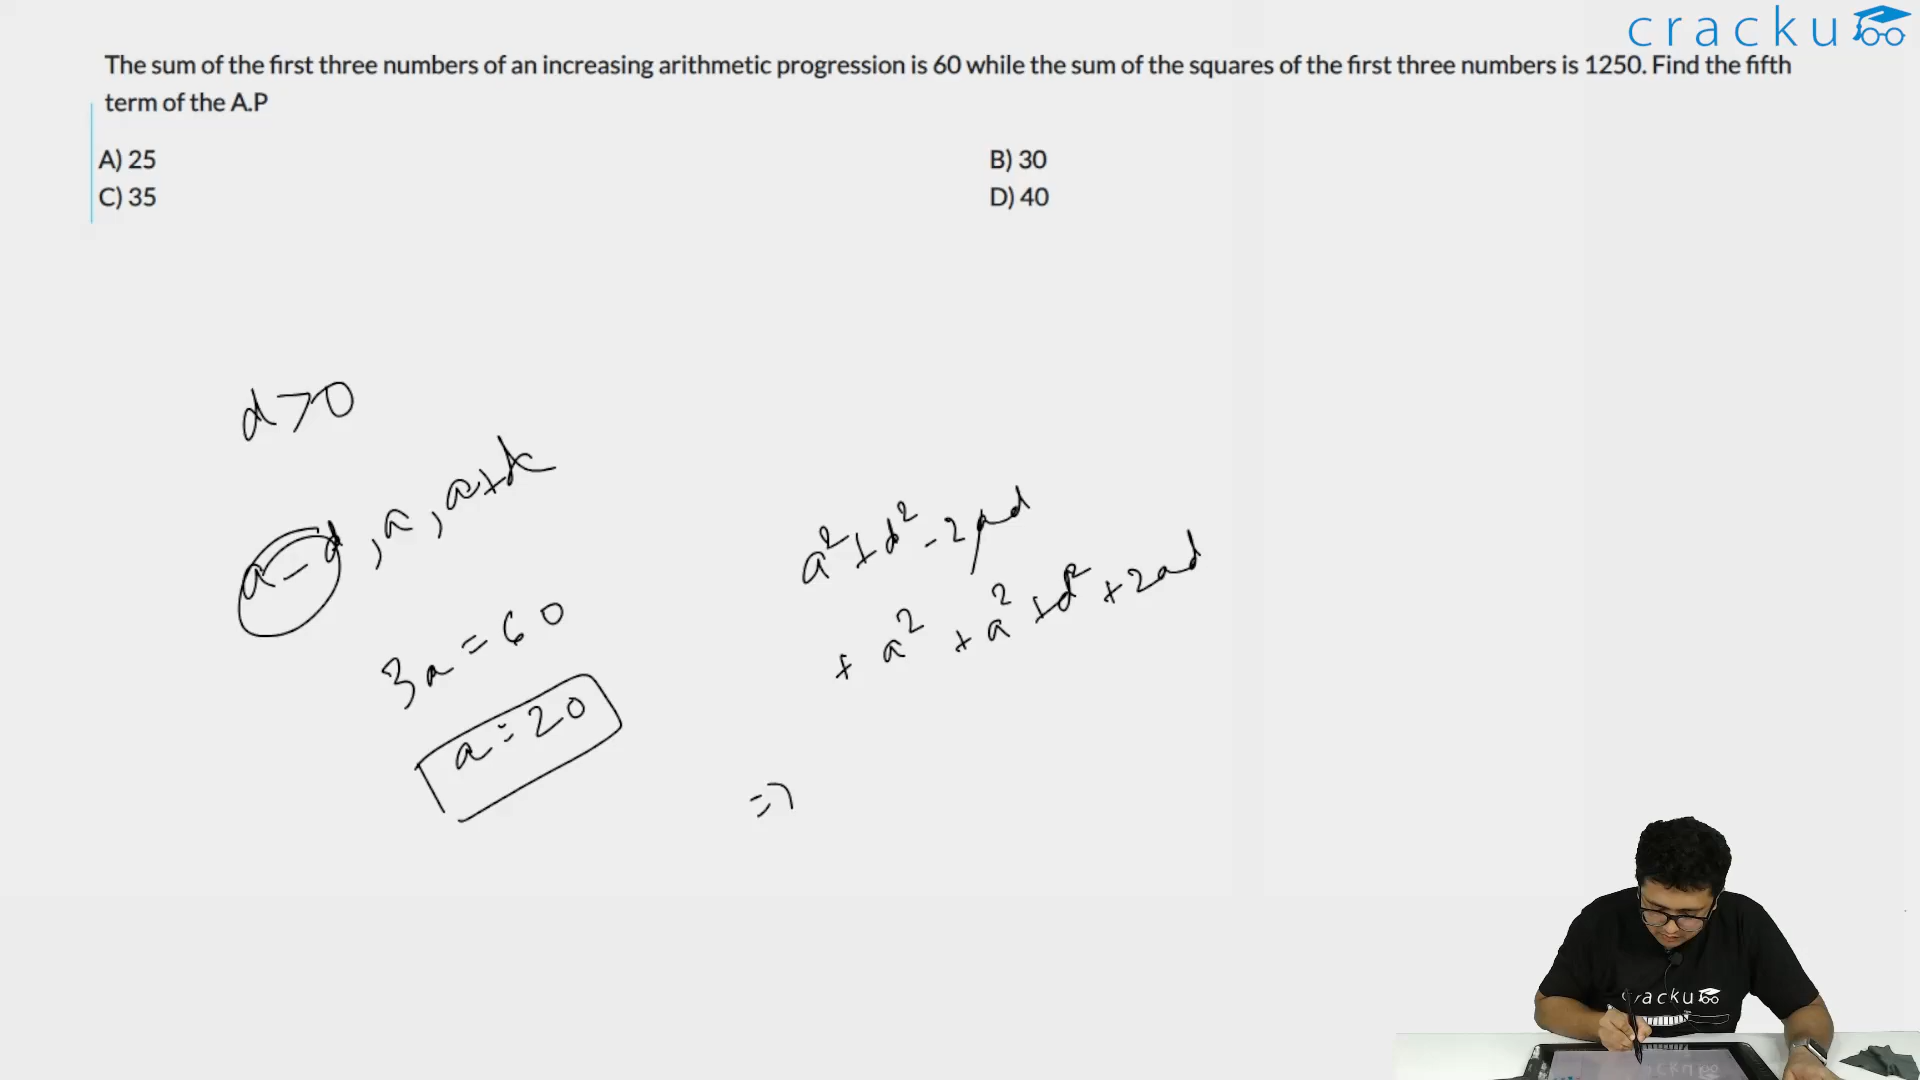 cracku
The sum of the first three numbers of an increasing arithmetic progression is 60 while the sum of the squares of the first three numbers is 1250. Find the fifth
term of the A.P
A) 25
B) 30
C) 35
D) 40
d>0
a-d, a, a+d
a²+d²-2ad
+ a² + a²+d²+2ad
3a=60
a=20
=>
cracku